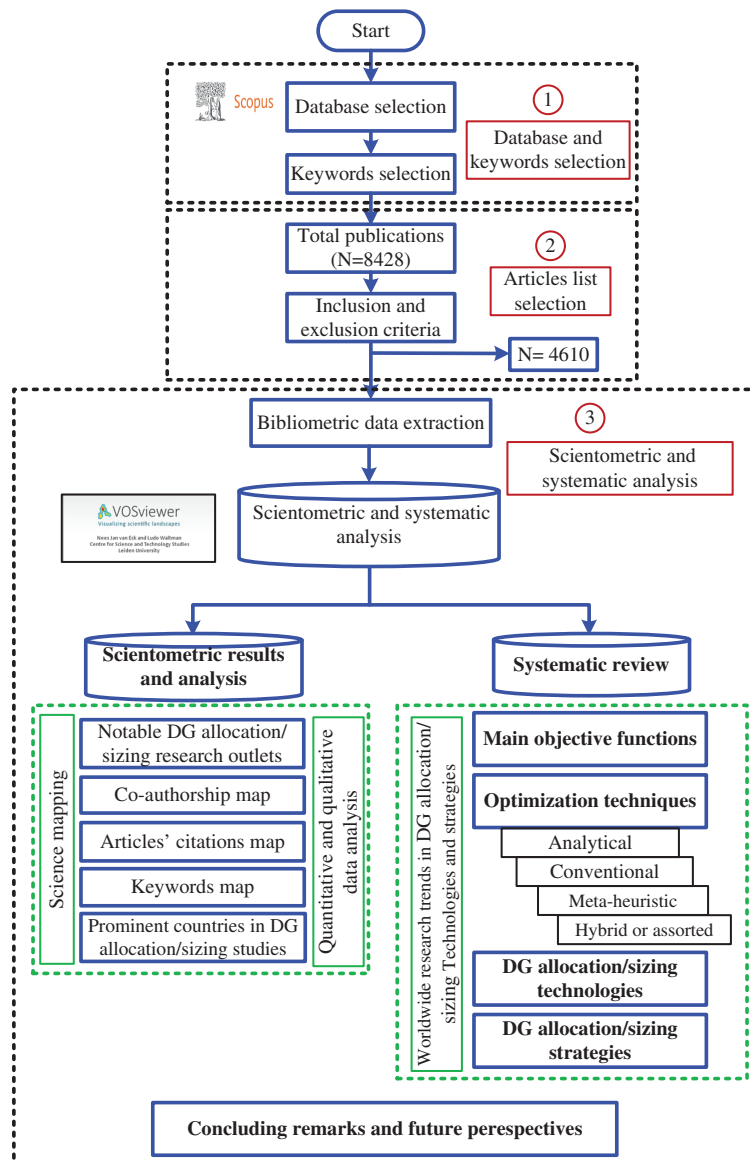 Start
Scopus
Database selection
Keywords selection
1
Database and
keywords selection
Total publications
(N=8428)
Inclusion and
exclusion criteria
N= 4610
2
Articles list
selection
Bibliometric data extraction
3
Scientometric and
systematic analysis
VOSviewer
Visualizing scientific landscapes
Nees Jan van Eck and Ludo Waltman
Centre for Science and Technology Studies
Leiden University
Scientometric and systematic
analysis
Scientometric results
and analysis
Systematic review
Science mapping
Notable DG allocation/
sizing research outlets
Co-authorship map
Articles’ citations map
Keywords map
Prominent countries in DG
allocation/sizing studies
Quantitative and qualitative
data analysis
Worldwide research trends in DG allocation/
sizing Technologies and strategies
Main objective functions
Optimization techniques
Analytical
Conventional
Meta-heuristic
Hybrid or assorted
DG allocation/sizing
technologies
DG allocation/sizing
strategies
Concluding remarks and future perespectives